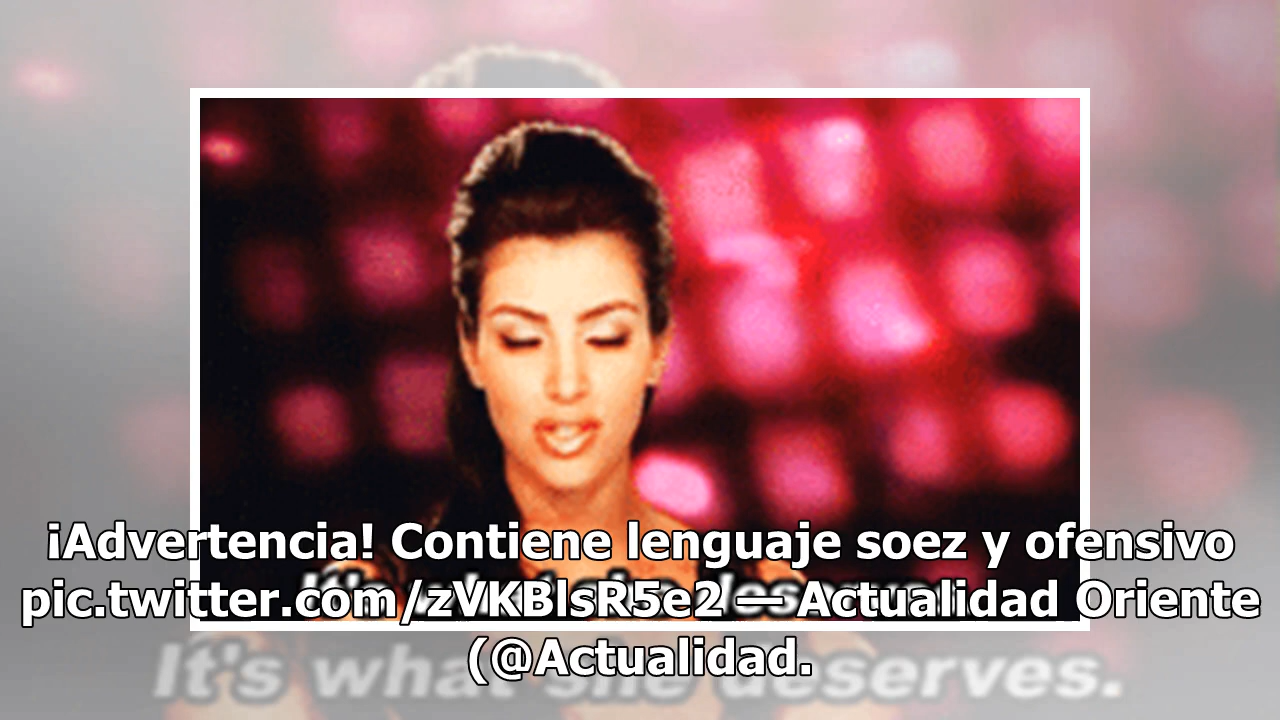 ¡Advertencia! Contiene lenguaje soez y ofensivo
pic.twitter.com/zVKBlsR5e2 — Actualidad Oriente
(@Actualidad.
It's what she deserves.